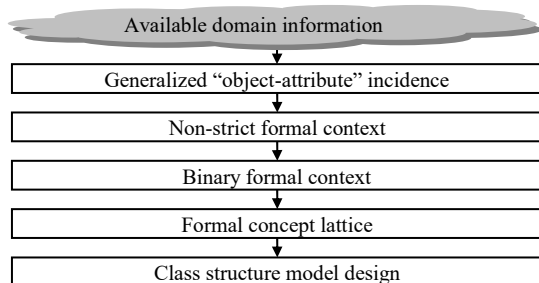 Available domain information
Generalized “object-attribute” incidence
Non-strict formal context
Binary formal context
Formal concept lattice
Class structure model design